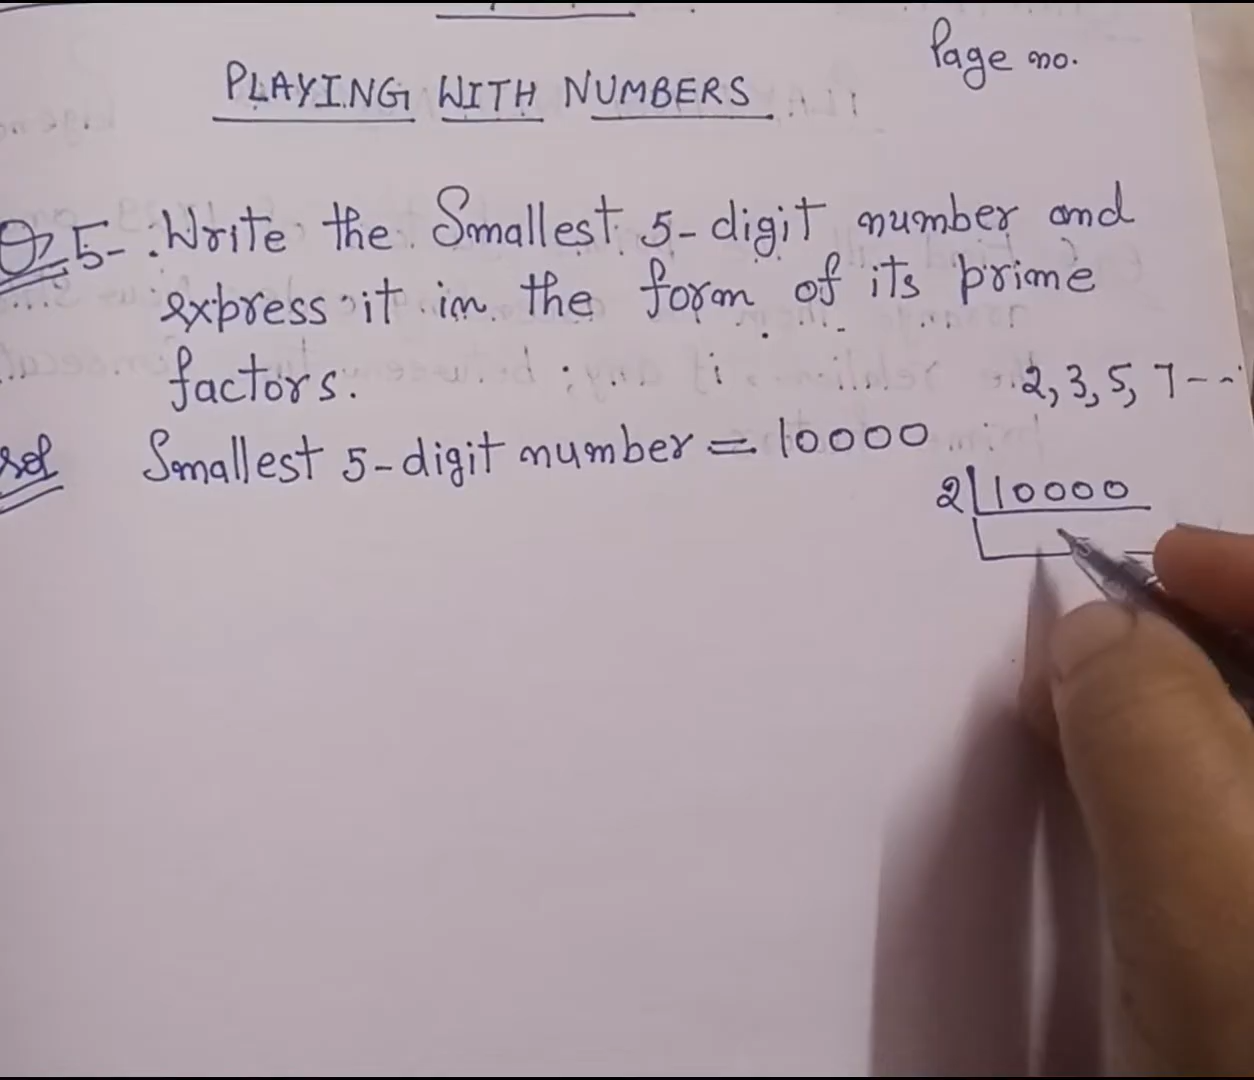 Page no.
PLAYING WITH NUMBERS
Q 5- Write the Smallest 5-digit number and
express it in the form of its prime
factors.
2, 3, 5, 7---
Sol Smallest 5-digit number = 10000
2 10000